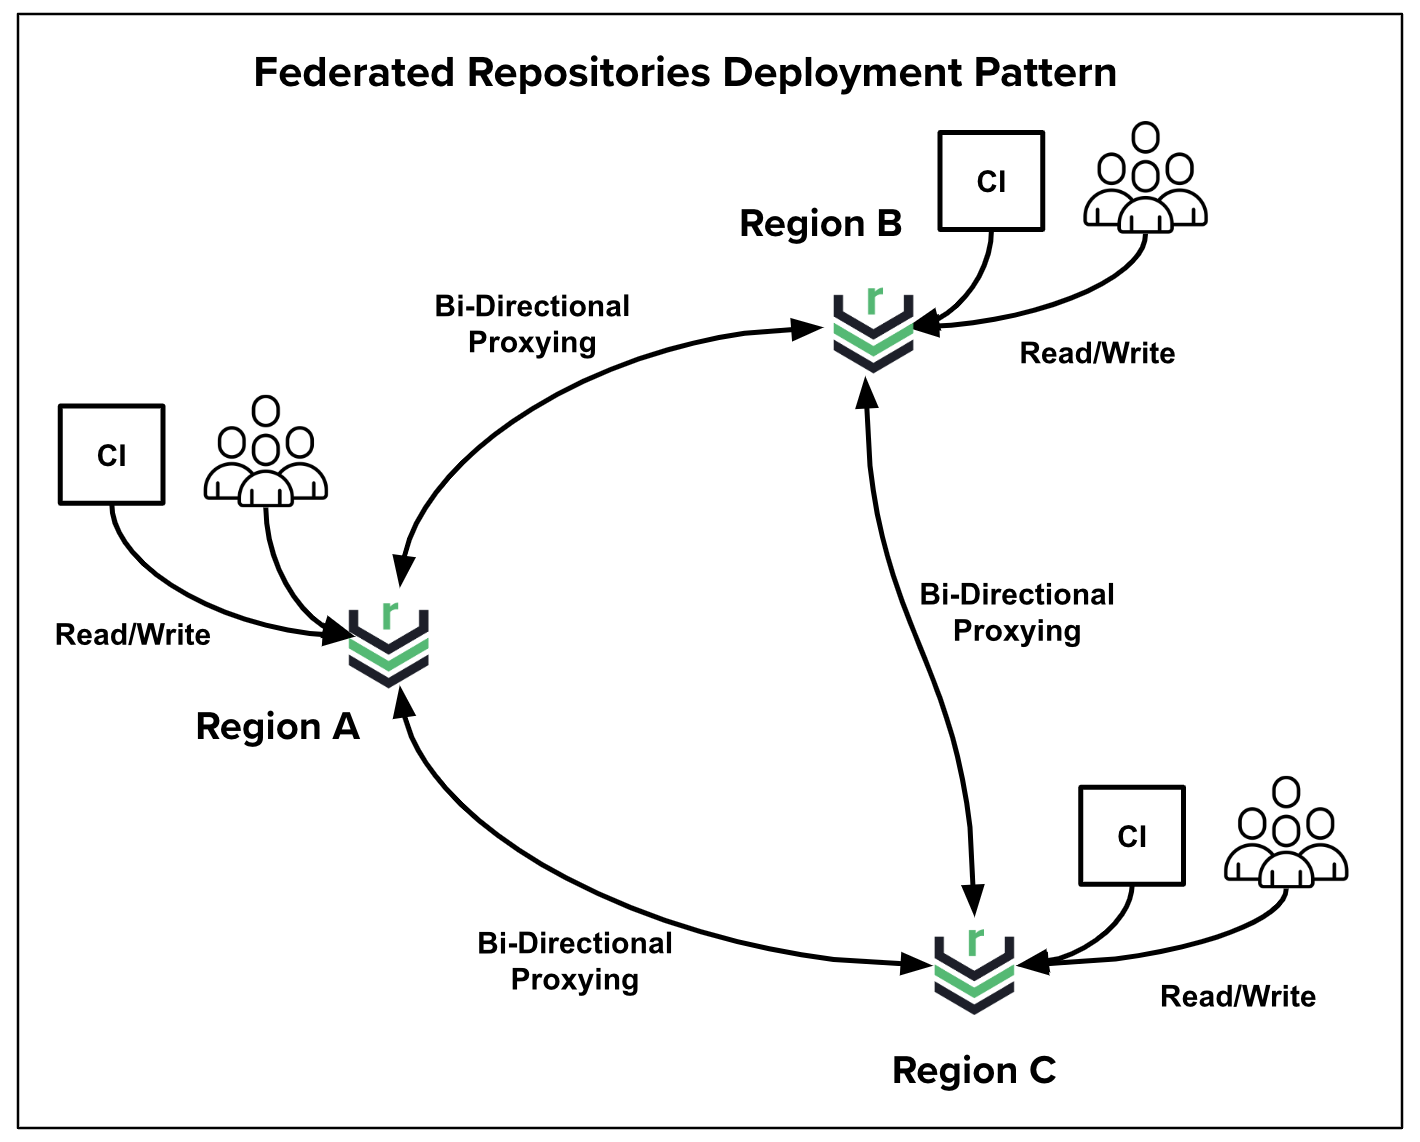 Federated Repositories Deployment Pattern
CI
Region B
r
Bi-Directional
Proxying
Read/Write
CI
Read/Write
r
Region A
Bi-Directional
Proxying
CI
Bi-Directional
Proxying
r
Read/Write
Region C